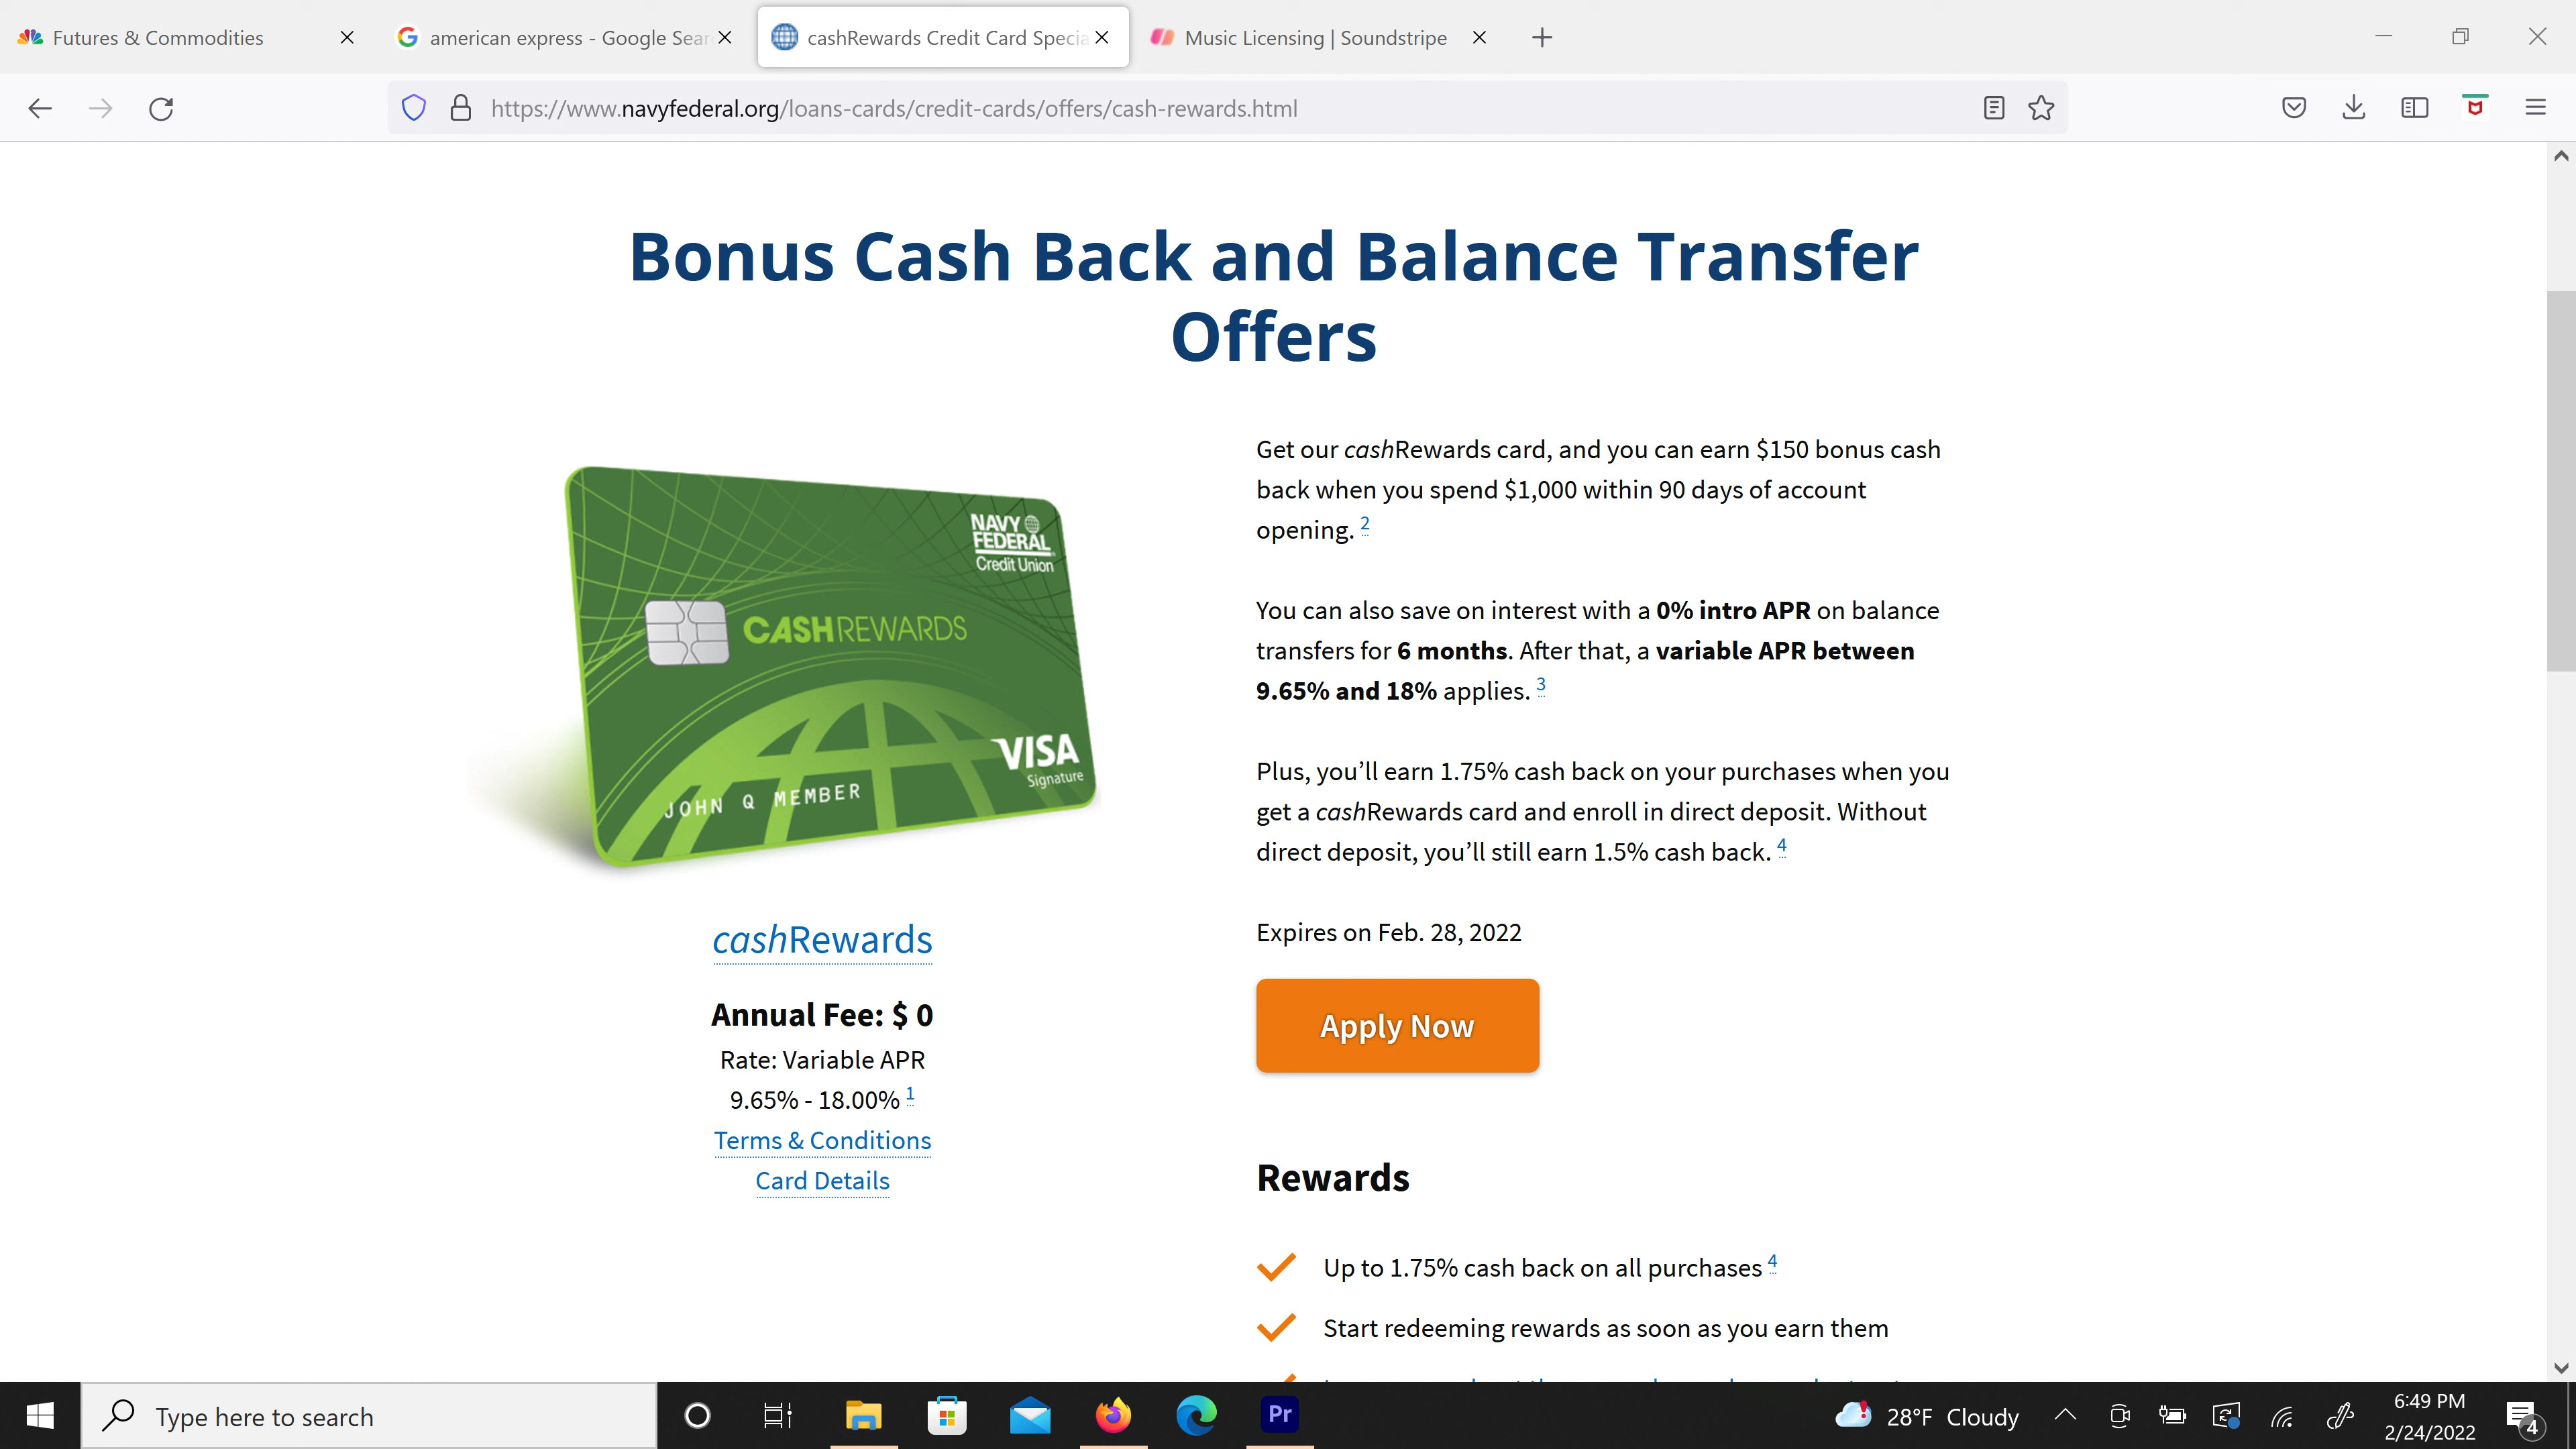 Futures & Commodities
american express - Google Sear
cashRewards Credit Card Specia
Music Licensing | Soundstripe
https://www.navyfederal.org/loans-cards/credit-cards/offers/cash-rewards.html
Bonus Cash Back and Balance Transfer
Offers
NAVY
FEDERAL
Credit Union
CASHREWARDS
VISA
Signature
JOHN Q MEMBER
cashRewards
Annual Fee: $ 0
Rate: Variable APR
9.65% - 18.00% 1
Terms & Conditions
Card Details
Get our cashRewards card, and you can earn $150 bonus cash
back when you spend $1,000 within 90 days of account
opening. 2
You can also save on interest with a 0% intro APR on balance
transfers for 6 months. After that, a variable APR between
9.65% and 18% applies. 3
Plus, you’ll earn 1.75% cash back on your purchases when you
get a cashRewards card and enroll in direct deposit. Without
direct deposit, you’ll still earn 1.5% cash back. 4
Expires on Feb. 28, 2022
Apply Now
Rewards
Up to 1.75% cash back on all purchases 4
Start redeeming rewards as soon as you earn them
Type here to search
Pr
28°F Cloudy
6:49 PM
2/24/2022
4